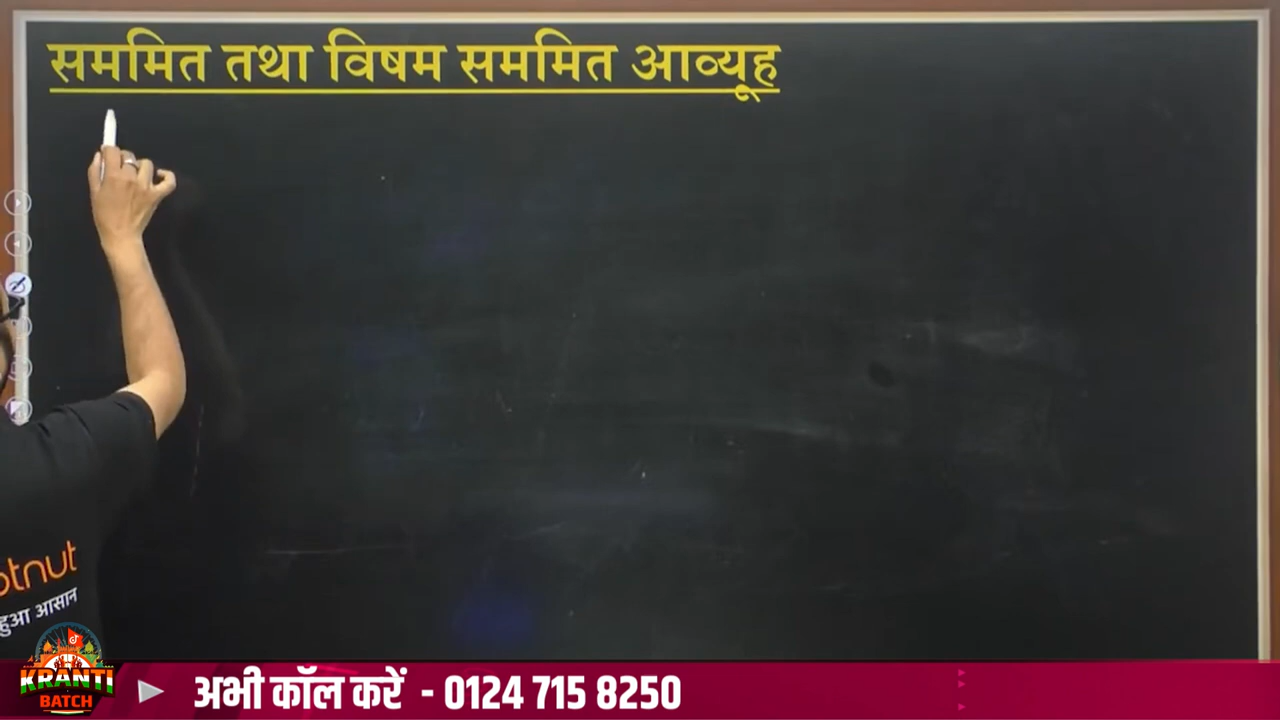 सममित तथा विषम सममित आव्यूह
otnut
हुआ आसान
KRANTI
BATCH
अभी कॉल करें - 0124 715 8250